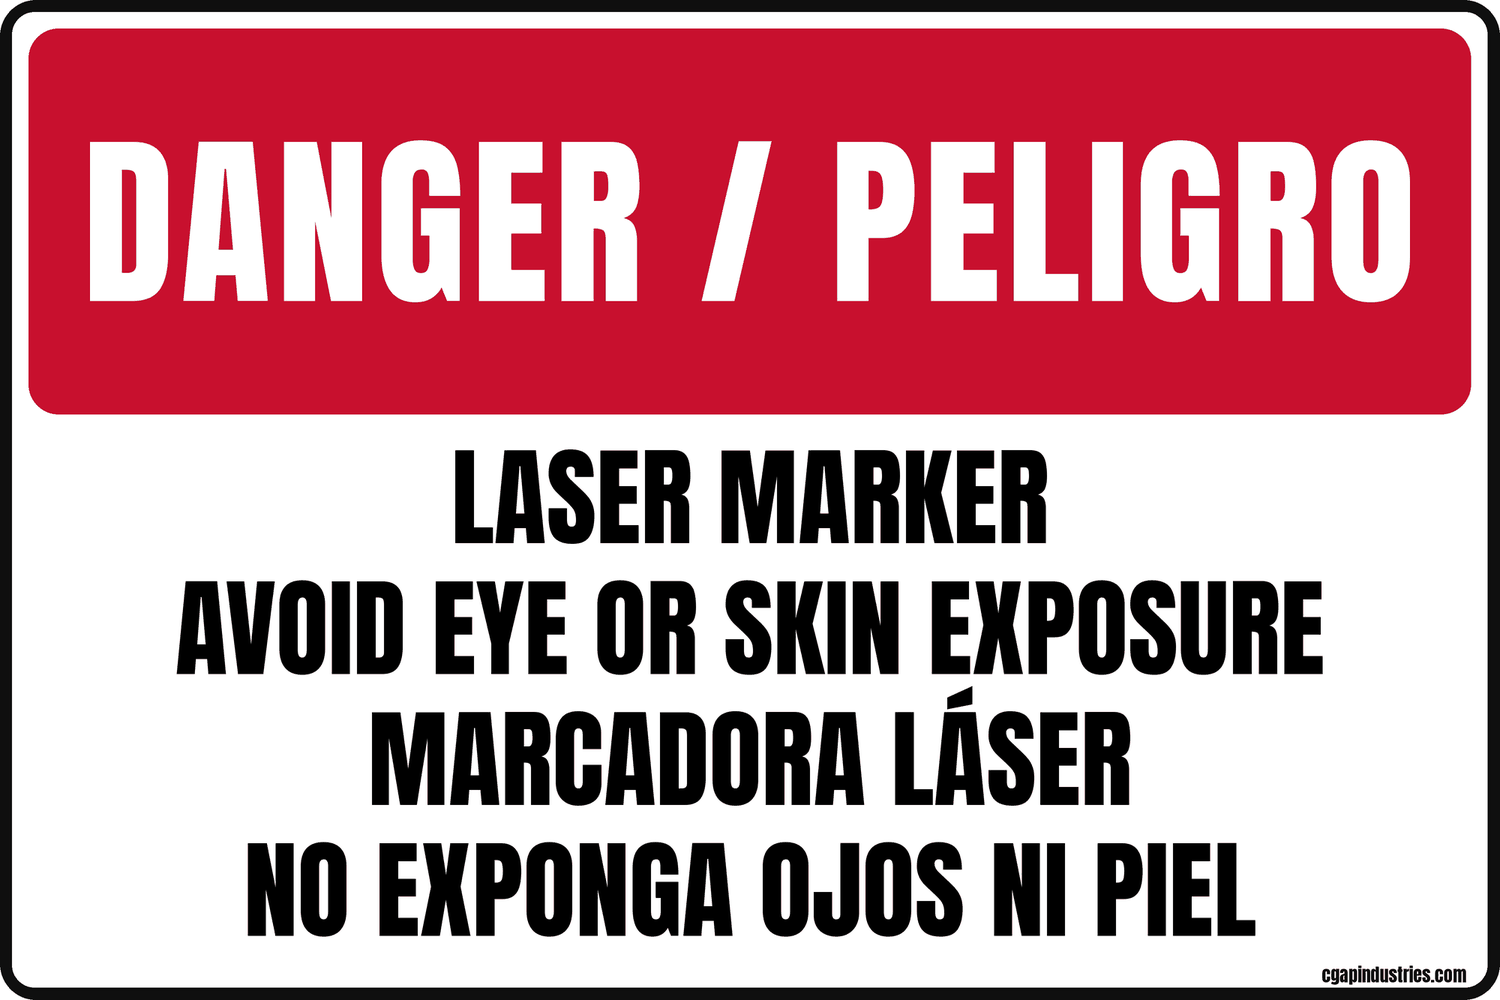 DANGER / PELIGRO
LASER MARKER
AVOID EYE OR SKIN EXPOSURE
MARCADORA LÁSER
NO EXPONGA OJOS NI PIEL
cgapindustries.com